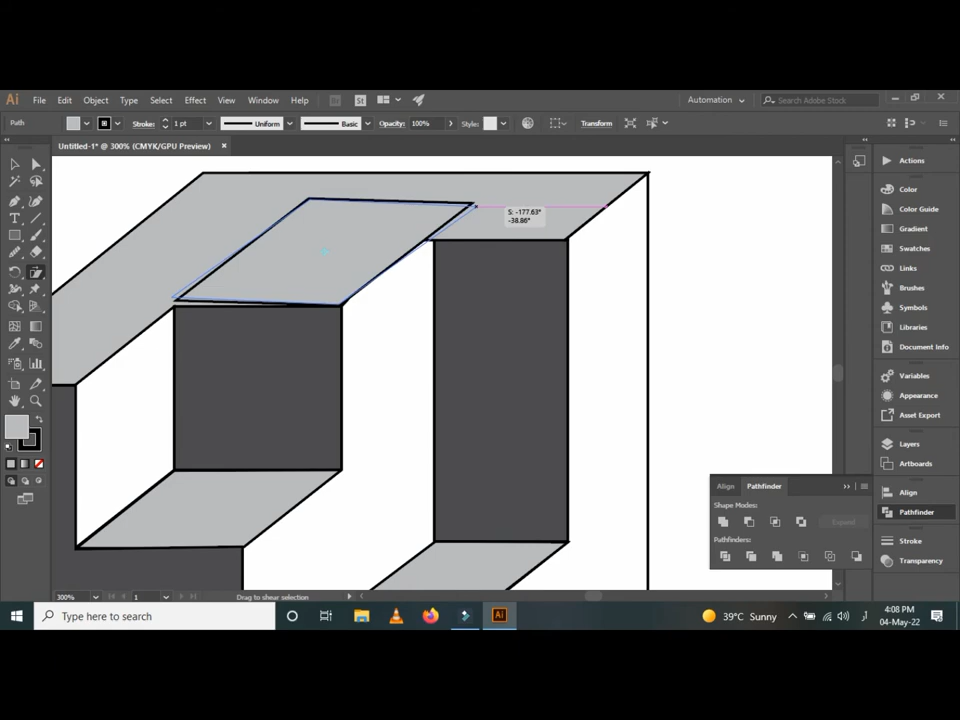 Ai File Edit Object Type Select Effect View Window Help Br St Automation Search Adobe Stock
Path Stroke: 1 pt Uniform Basic Opacity: 100% Style: Transform
Untitled-1* @ 300% (CMYK/GPU Preview)
Actions
Color
Color Guide
Gradient
Swatches
Links
Brushes
Symbols
Libraries
Document Info
Variables
Appearance
Asset Export
Layers
Artboards
Align
Pathfinder
Stroke
Transparency
S: -177.63°
-38.86°
Align Pathfinder
Shape Modes:
Expand
Pathfinders:
300% 1 Drag to shear selection
Type here to search
Ai
39°C Sunny
4:08 PM
04-May-22